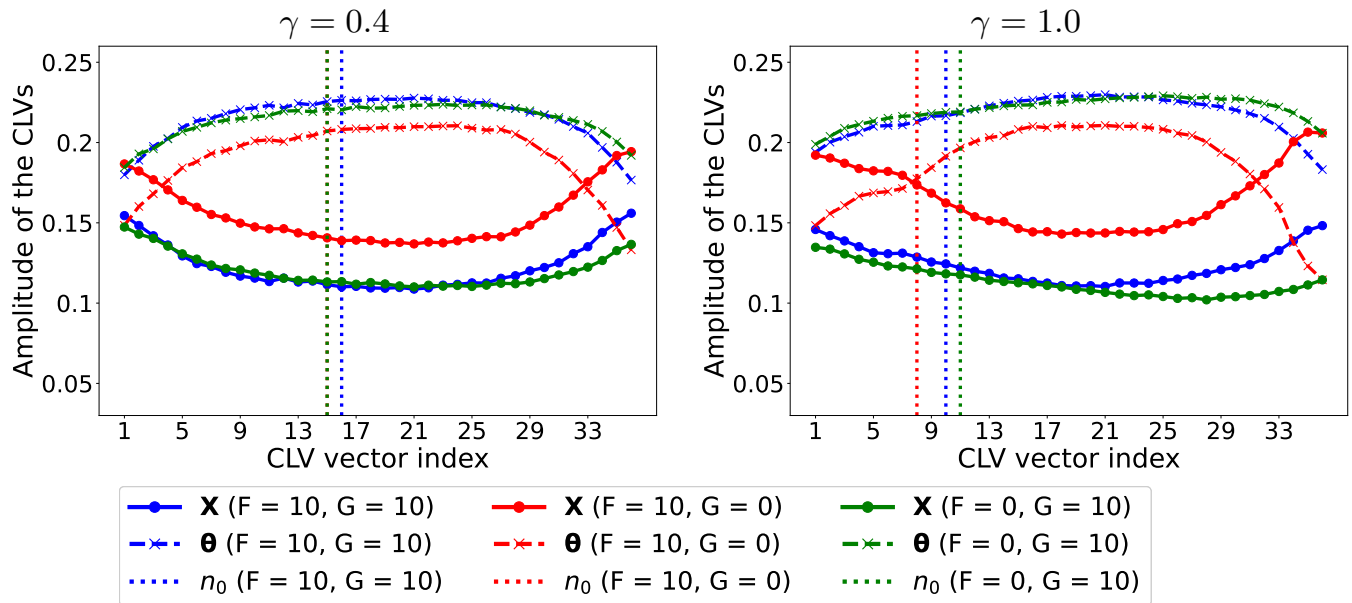 γ = 0.4
γ = 1.0
Amplitude of the CLVs
0.25
0.2
0.15
0.1
0.05
1 5 9 13 17 21 25 29 33
CLV vector index
Amplitude of the CLVs
0.25
0.2
0.15
0.1
0.05
1 5 9 13 17 21 25 29 33
CLV vector index
X (F = 10, G = 10)
X (F = 10, G = 0)
X (F = 0, G = 10)
θ (F = 10, G = 10)
θ (F = 10, G = 0)
θ (F = 0, G = 10)
n₀ (F = 10, G = 10)
n₀ (F = 10, G = 0)
n₀ (F = 0, G = 10)